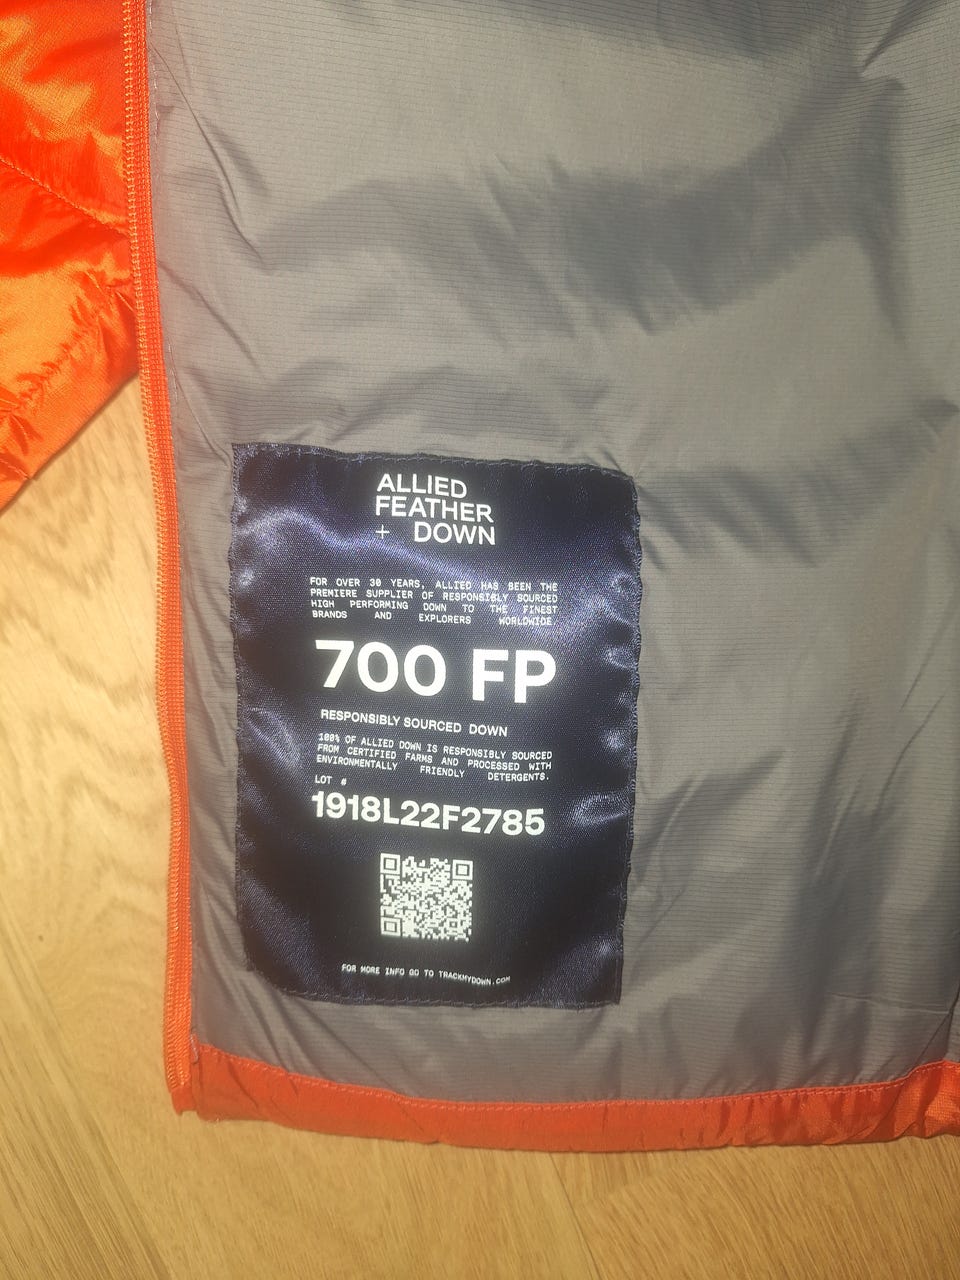 ALLIED
FEATHER
+ DOWN
FOR OVER 30 YEARS, ALLIED HAS BEEN THE
PREMIERE SUPPLIER OF RESPONSIBLY SOURCED
HIGH PERFORMING DOWN TO THE FINEST
BRANDS AND EXPLORERS WORLDWIDE.
700 FP
RESPONSIBLY SOURCED DOWN
100% OF ALLIED DOWN IS RESPONSIBLY SOURCED
FROM CERTIFIED FARMS AND PROCESSED WITH
ENVIRONMENTALLY FRIENDLY DETERGENTS.
LOT #
1918L22F2785
FOR MORE INFO GO TO TRACKMYDOWN.COM